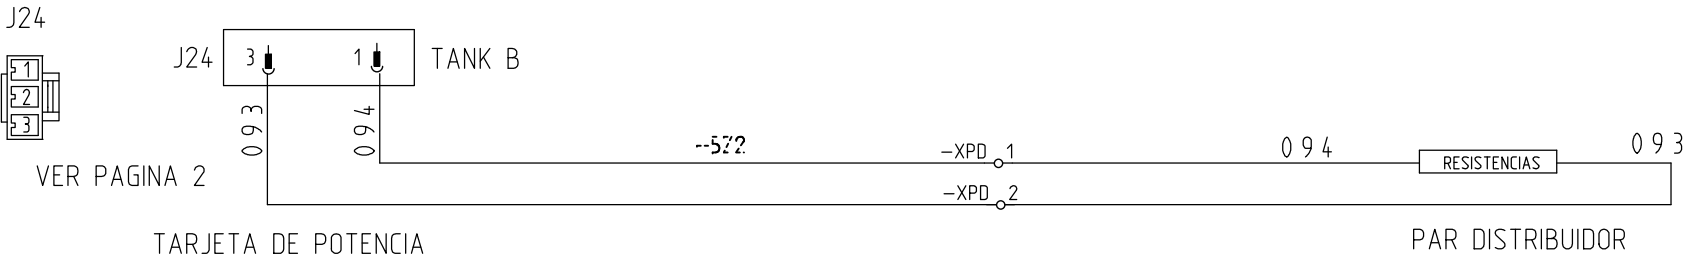 J24
1
2
3
VER PAGINA 2
J24 3 1 TANK B
093
094
-XPD 1
094
RESISTENCIAS
093
-XPD 2
TARJETA DE POTENCIA
PAR DISTRIBUIDOR